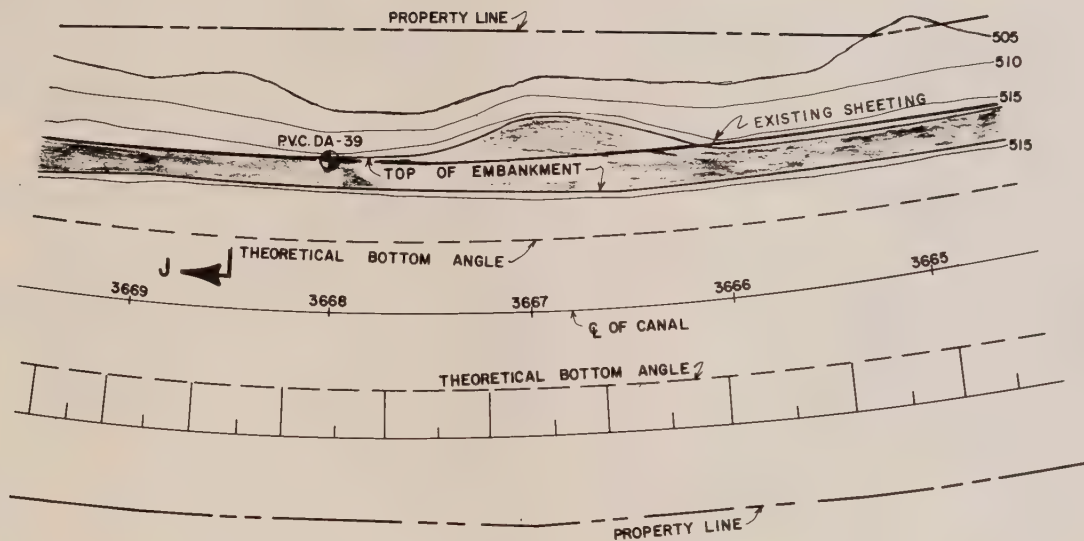 PROPERTY LINE
505
510
515
EXISTING SHEETING
P.V.C. DA-39
TOP OF EMBANKMENT
515
THEORETICAL BOTTOM ANGLE
J
3669
3668
3667
3666
3665
℄ OF CANAL
THEORETICAL BOTTOM ANGLE
PROPERTY LINE